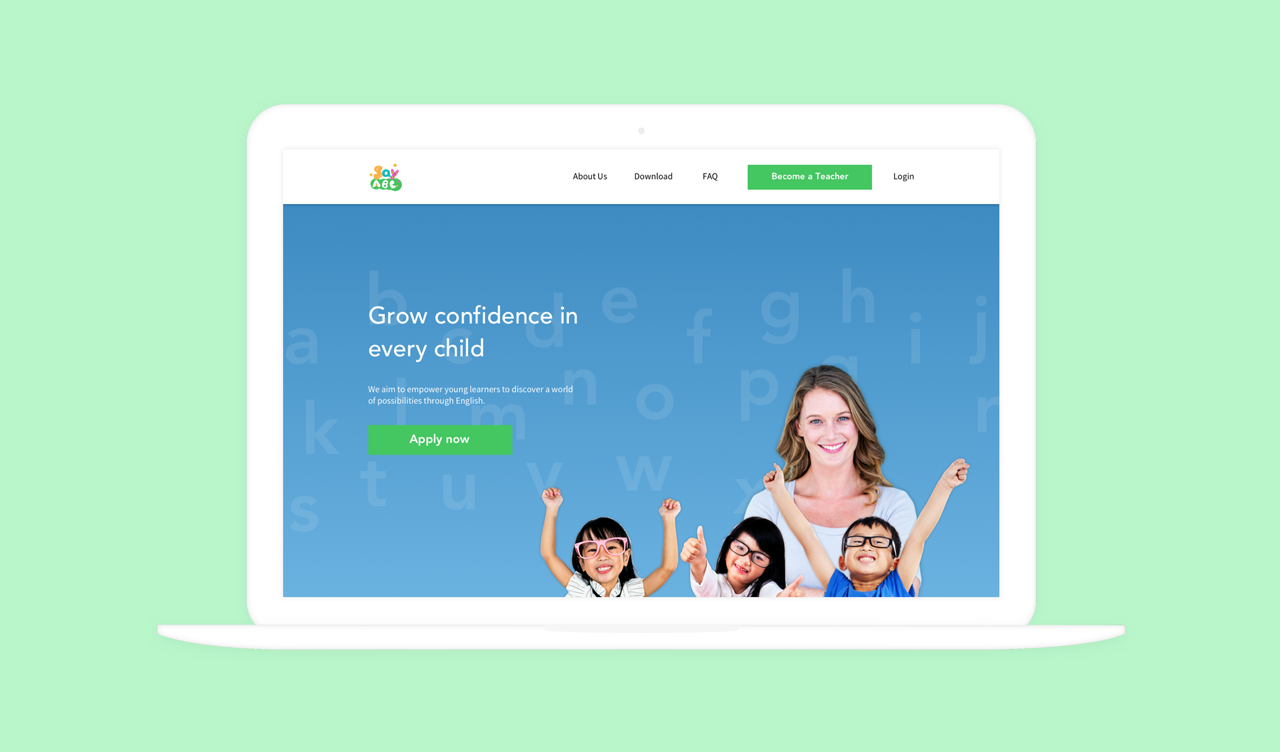 Say
ABC
About Us
Download
FAQ
Become a Teacher
Login
a b c d e f g h i j
Grow confidence in
every child
k l m n o p q r
We aim to empower young learners to discover a world
of possibilities through English.
Apply now
s t u v w x